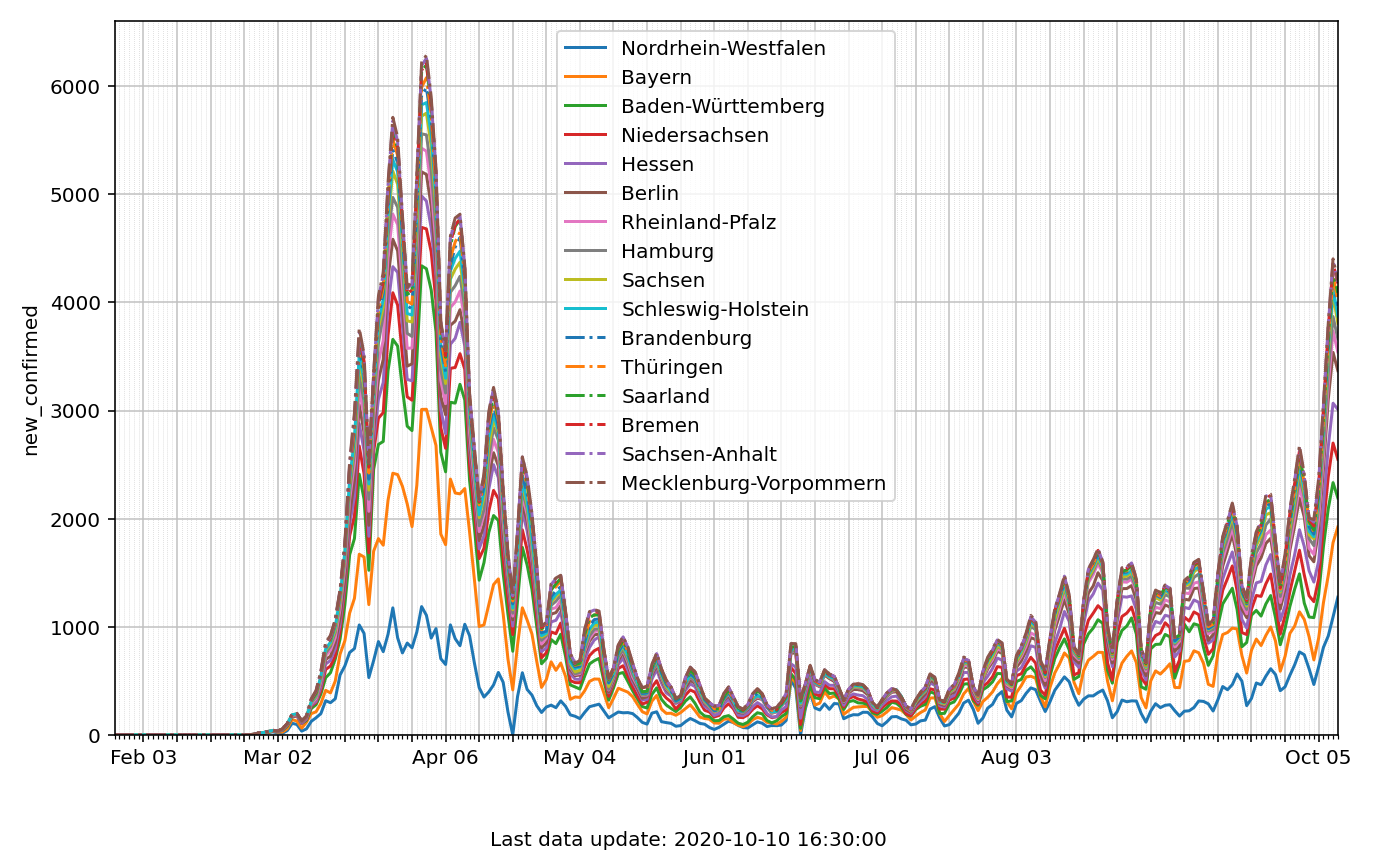 new_confirmed
6000
5000
4000
3000
2000
1000
0
Nordrhein-Westfalen
Bayern
Baden-Württemberg
Niedersachsen
Hessen
Berlin
Rheinland-Pfalz
Hamburg
Sachsen
Schleswig-Holstein
Brandenburg
Thüringen
Saarland
Bremen
Sachsen-Anhalt
Mecklenburg-Vorpommern
Feb 03 Mar 02 Apr 06 May 04 Jun 01 Jul 06 Aug 03 Oct 05
Last data update: 2020-10-10 16:30:00